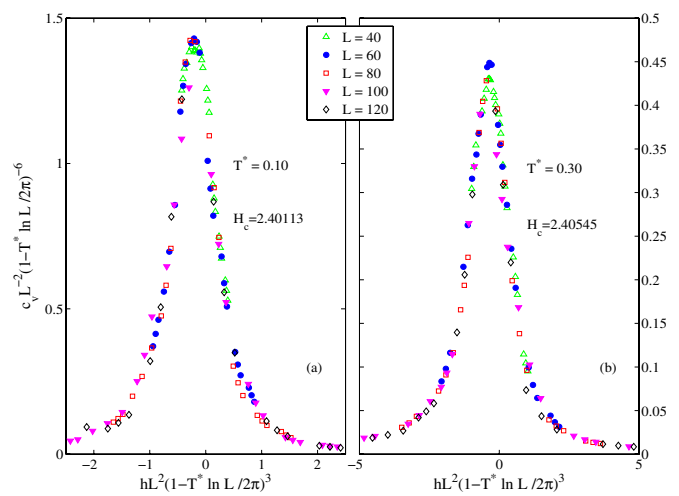 1.5
1
0.5
0
c_v L^−2(1−T^* ln L /2π)^−6
L = 40
L = 60
L = 80
L = 100
L = 120
T^* = 0.10
H_c=2.40113
(a)
−2
−1
0
1
2
hL^2(1−T^* ln L /2π)^3
T^* = 0.30
H_c=2.40545
(b)
0.5
0.45
0.4
0.35
0.3
0.25
0.2
0.15
0.1
0.05
0
−5
0
5
hL^2(1−T^* ln L /2π)^3